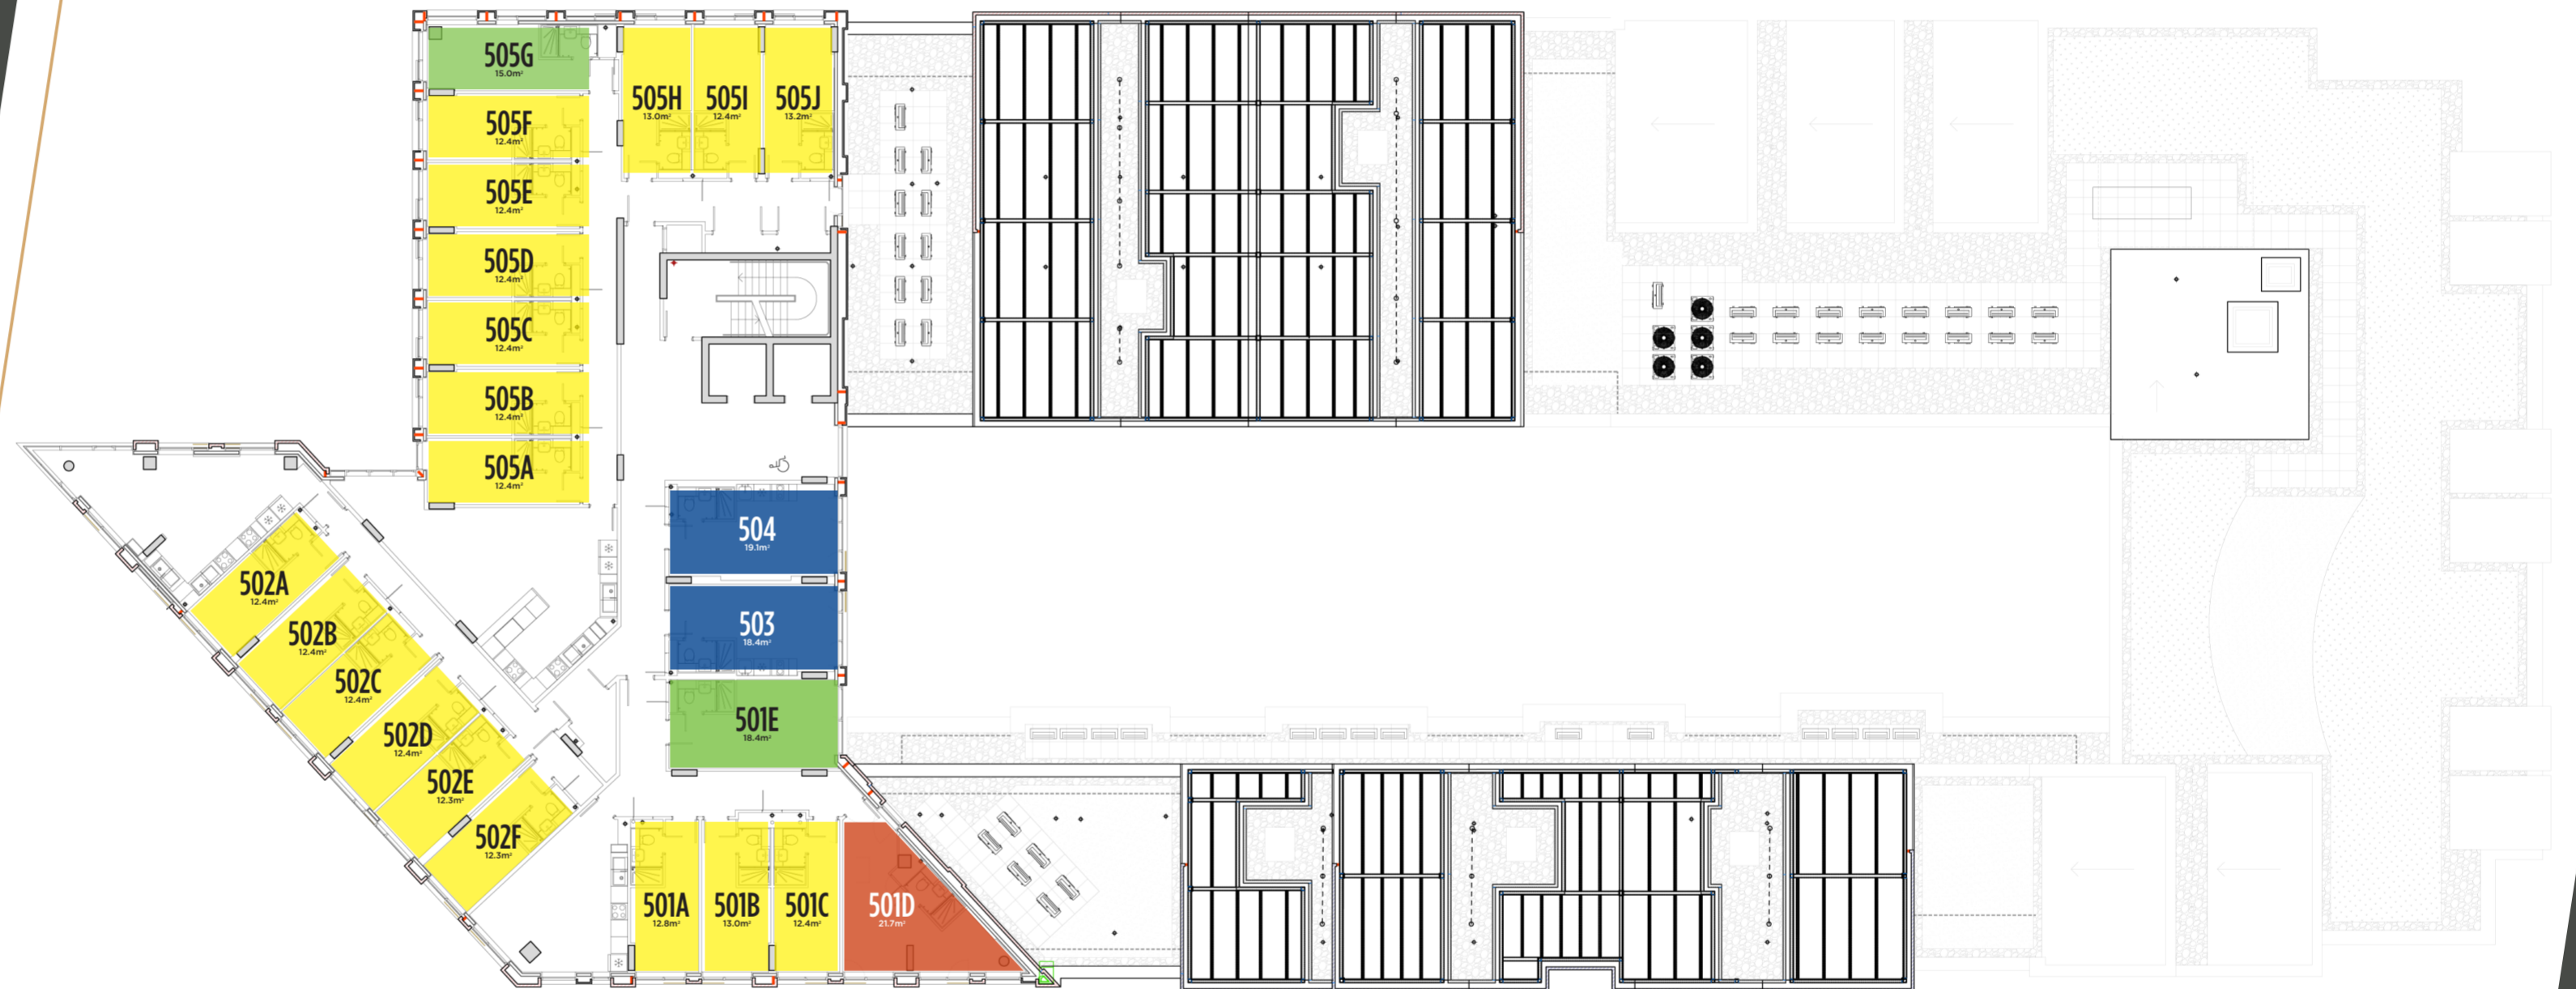 505G
15.0m²
505H
13.0m²
505I
12.4m²
505J
13.2m²
505F
12.4m²
505E
12.4m²
505D
12.4m²
505C
12.4m²
505B
12.4m²
505A
12.4m²
504
19.1m²
503
18.4m²
501E
18.4m²
502A
12.4m²
502B
12.4m²
502C
12.4m²
502D
12.4m²
502E
12.3m²
502F
12.3m²
501A
12.8m²
501B
13.0m²
501C
12.4m²
501D
21.7m²